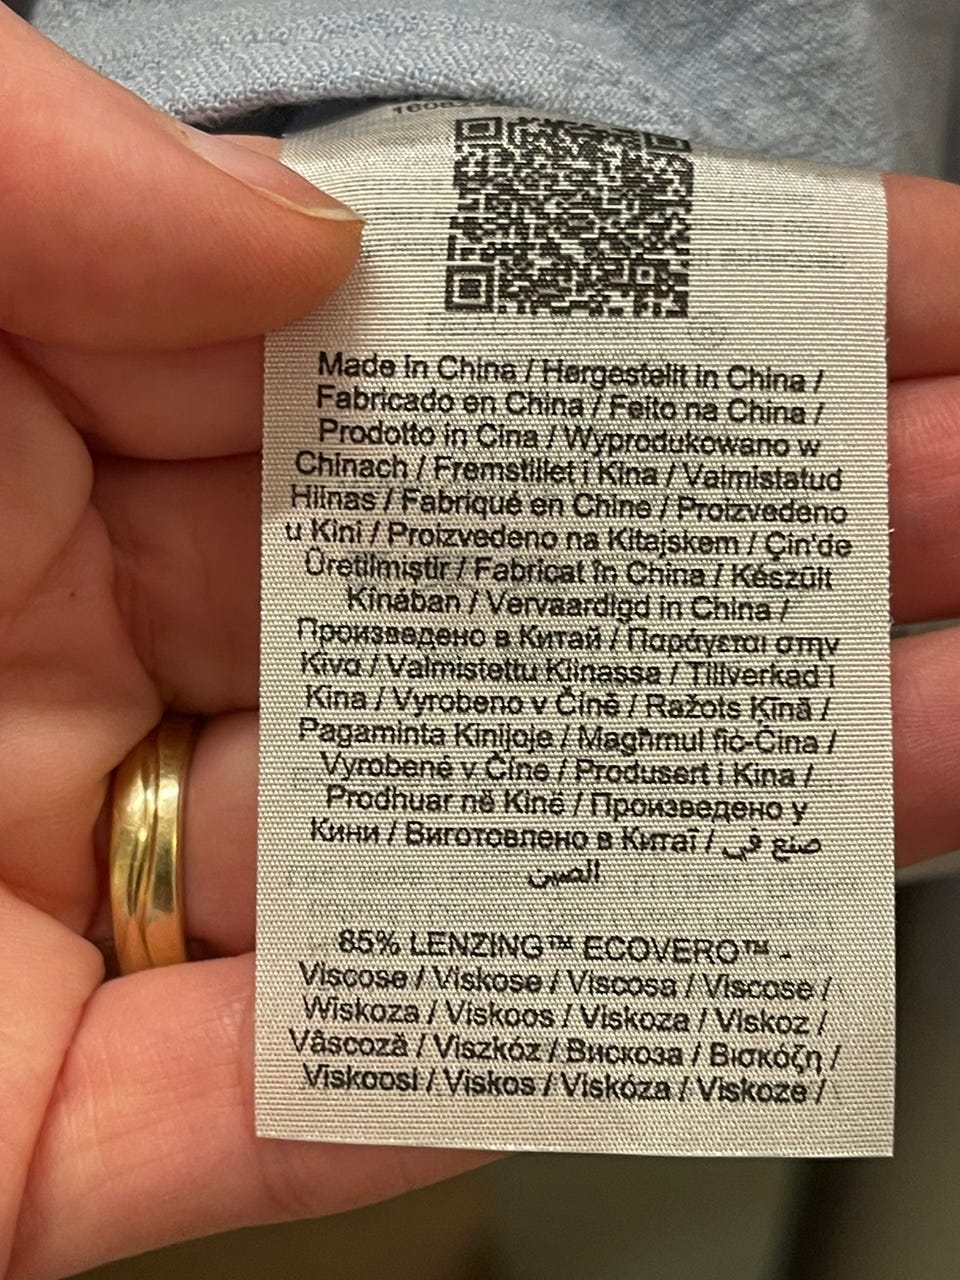 Made in China / Hergestellt in China /
Fabricado en China / Feito na China /
Prodotto in Cina / Wyprodukowano w
Chinach / Fremstillet i Kina / Valmistatud
Hiinas / Fabriqué en Chine / Proizvedeno
u Kini / Proizvedeno na Kitajskem / Çin'de
Üretilmiştir / Fabricat în China / Készült
Kínában / Vervaardigd in China /
Произведено в Китай / Παράγεται στην
Κίνα / Valmistettu Kiinassa / Tillverkad i
Kina / Vyrobeno v Číně / Ražots Ķīnā /
Pagaminta Kinijoje / Magħmul fiċ-Ċina /
Vyrobené v Číne / Produsert i Kina /
Prodhuar në Kinë / Произведено у
Кини / Виготовлено в Китаї / صنع في
الصين
85% LENZING™ ECOVERO™ -
Viscose / Viskose / Viscosa / Viscose /
Wiskoza / Viskoos / Viskoza / Viskoz /
Vâscoză / Viszkóz / Вискоза / Βισκόζη /
Viskoosi / Viskos / Viskóza / Viskoze /